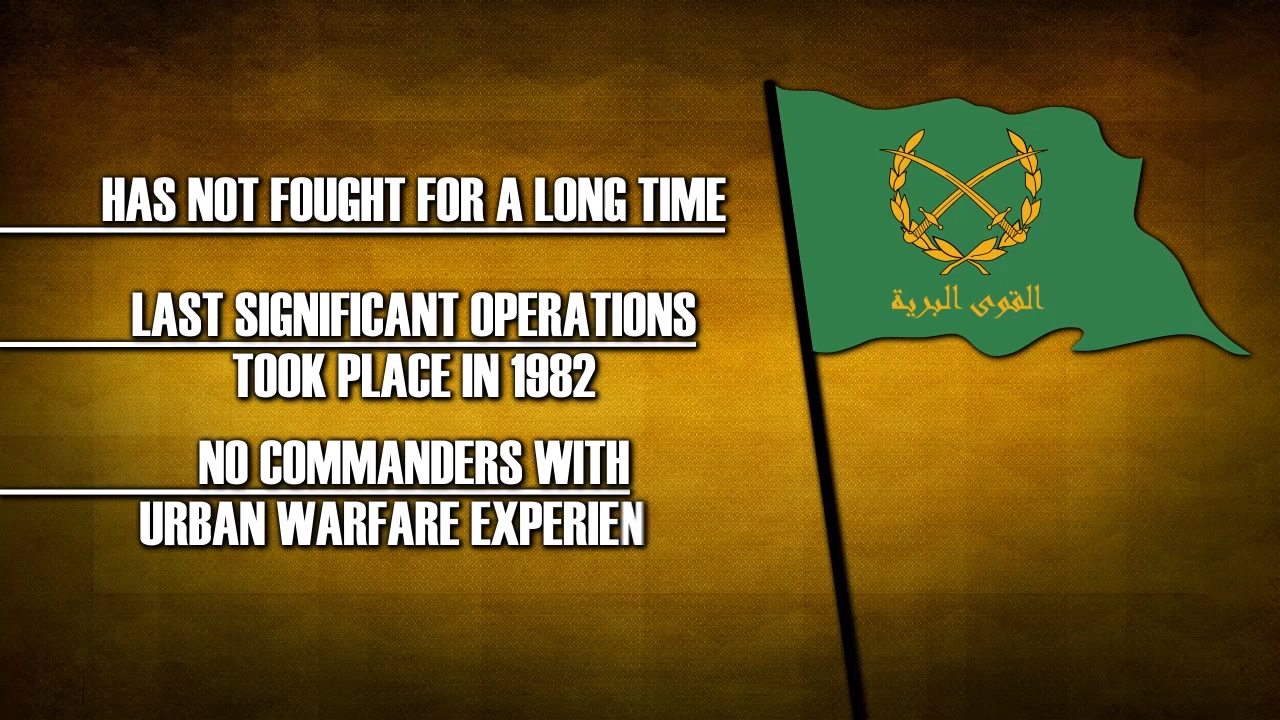 HAS NOT FOUGHT FOR A LONG TIME
LAST SIGNIFICANT OPERATIONS
TOOK PLACE IN 1982
NO COMMANDERS WITH
URBAN WARFARE EXPERIEN
القوى البرية